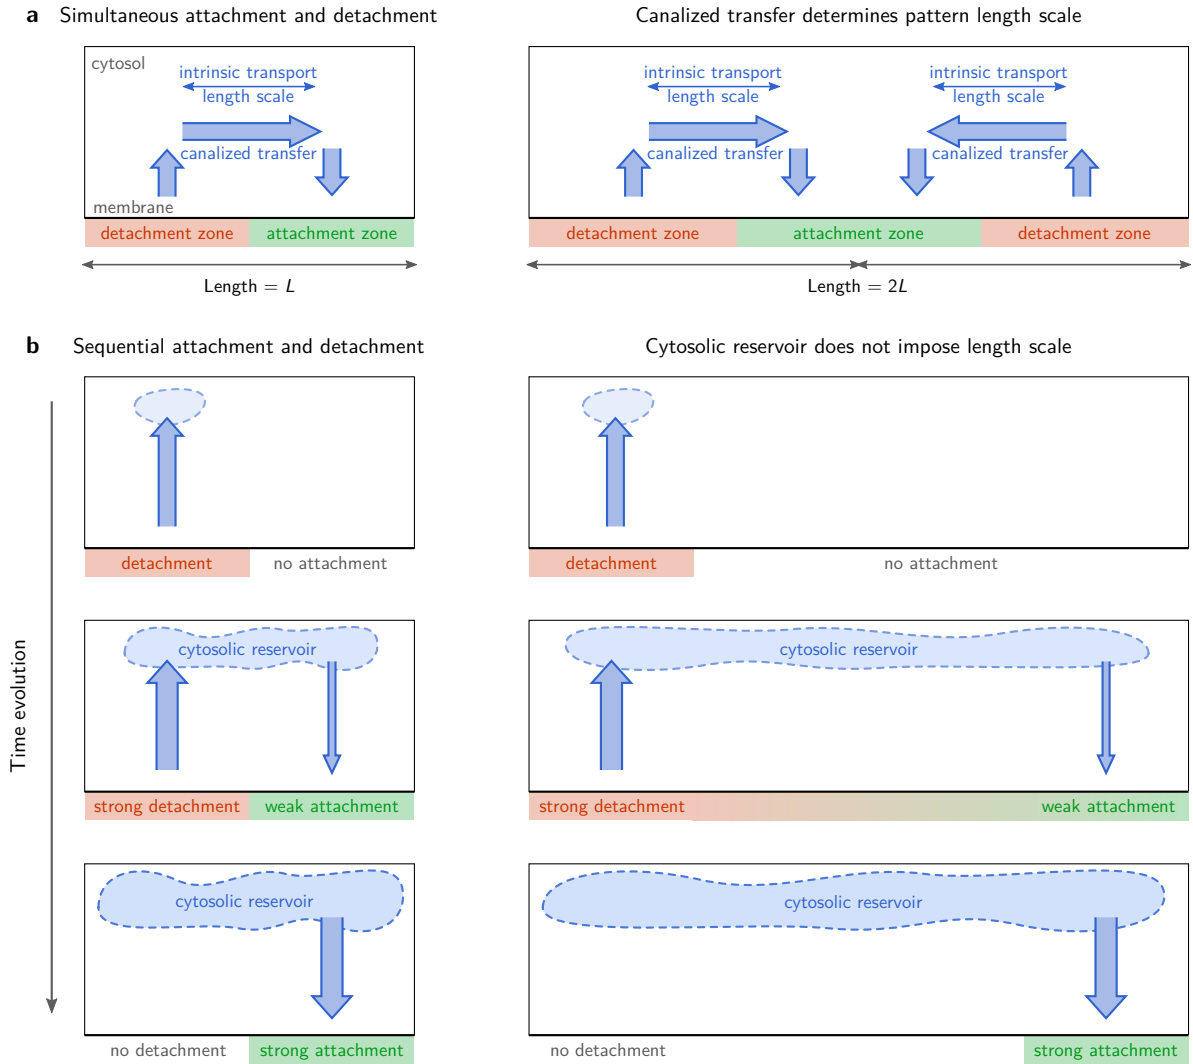 a Simultaneous attachment and detachment
Canalized transfer determines pattern length scale
cytosol
intrinsic transport
length scale
canalized transfer
membrane
detachment zone
attachment zone
Length = L
intrinsic transport
length scale
canalized transfer
intrinsic transport
length scale
canalized transfer
detachment zone
attachment zone
detachment zone
Length = 2L
b Sequential attachment and detachment
Cytosolic reservoir does not impose length scale
Time evolution
detachment
no attachment
detachment
no attachment
cytosolic reservoir
strong detachment
weak attachment
cytosolic reservoir
strong detachment
weak attachment
cytosolic reservoir
no detachment
strong attachment
cytosolic reservoir
no detachment
strong attachment